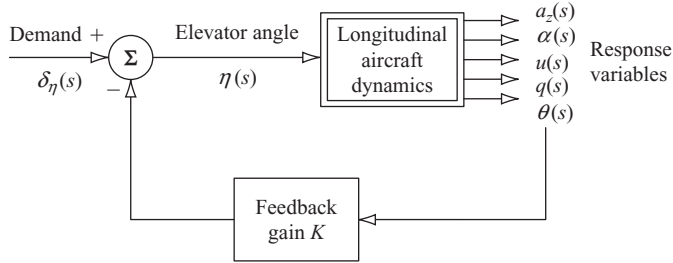 Demand +
δη(s)
Σ
−
Elevator angle
η(s)
Longitudinal
aircraft
dynamics
az(s)
α(s)
u(s)
q(s)
θ(s)
Response
variables
Feedback
gain K